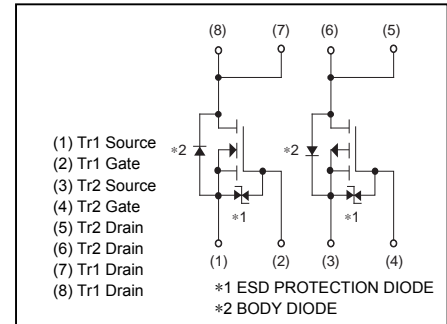 (8) (7) (6) (5)
(1) Tr1 Source
(2) Tr1 Gate
(3) Tr2 Source
(4) Tr2 Gate
(5) Tr2 Drain
(6) Tr2 Drain
(7) Tr1 Drain
(8) Tr1 Drain
*2 *2
*1 *1
(1) (2) (3) (4)
*1 ESD PROTECTION DIODE
*2 BODY DIODE